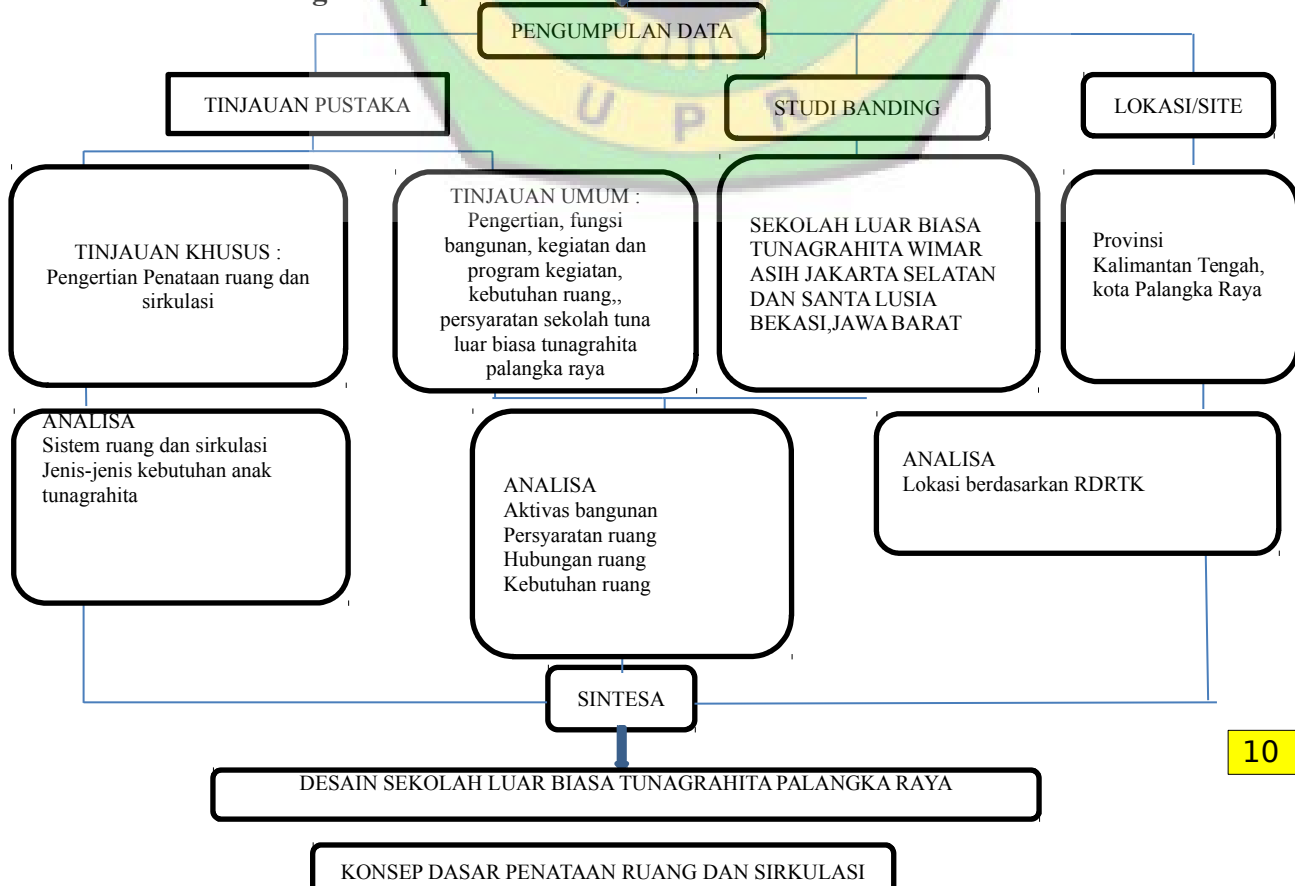 PENGUMPULAN DATA
TINJAUAN PUSTAKA
STUDI BANDING
LOKASI/SITE
U P R
TINJAUAN KHUSUS :
Pengertian Penataan ruang dan
sirkulasi
TINJAUAN UMUM :
Pengertian, fungsi
bangunan, kegiatan dan
program kegiatan,
kebutuhan ruang,,
persyaratan sekolah tuna
luar biasa tunagrahita
palangka raya
SEKOLAH LUAR BIASA
TUNAGRAHITA WIMAR
ASIH JAKARTA SELATAN
DAN SANTA LUSIA
BEKASI,JAWA BARAT
Provinsi
Kalimantan Tengah,
kota Palangka Raya
ANALISA
Sistem ruang dan sirkulasi
Jenis-jenis kebutuhan anak
tunagrahita
ANALISA
Aktivas bangunan
Persyaratan ruang
Hubungan ruang
Kebutuhan ruang
ANALISA
Lokasi berdasarkan RDRTK
SINTESA
10
DESAIN SEKOLAH LUAR BIASA TUNAGRAHITA PALANGKA RAYA
KONSEP DASAR PENATAAN RUANG DAN SIRKULASI